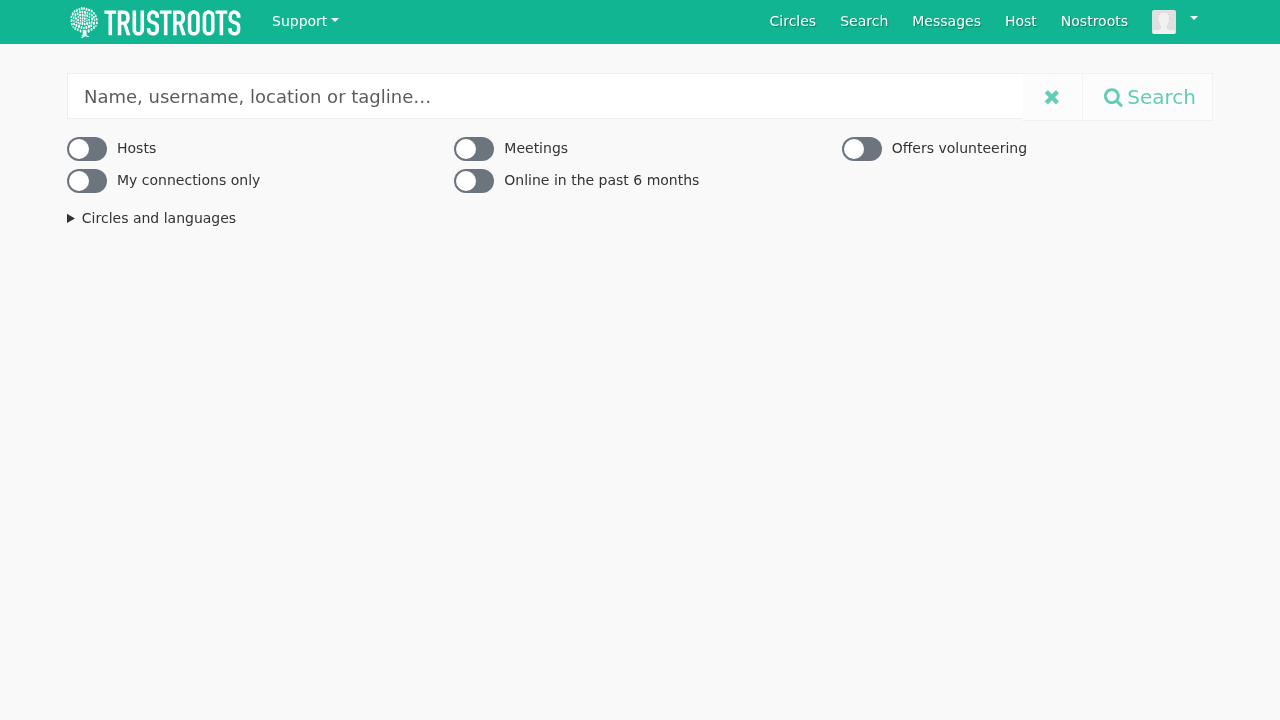 TRUSTROOTS Support Circles Search Messages Host Nostroots
Name, username, location or tagline... Search
Hosts Meetings Offers volunteering
My connections only Online in the past 6 months
Circles and languages